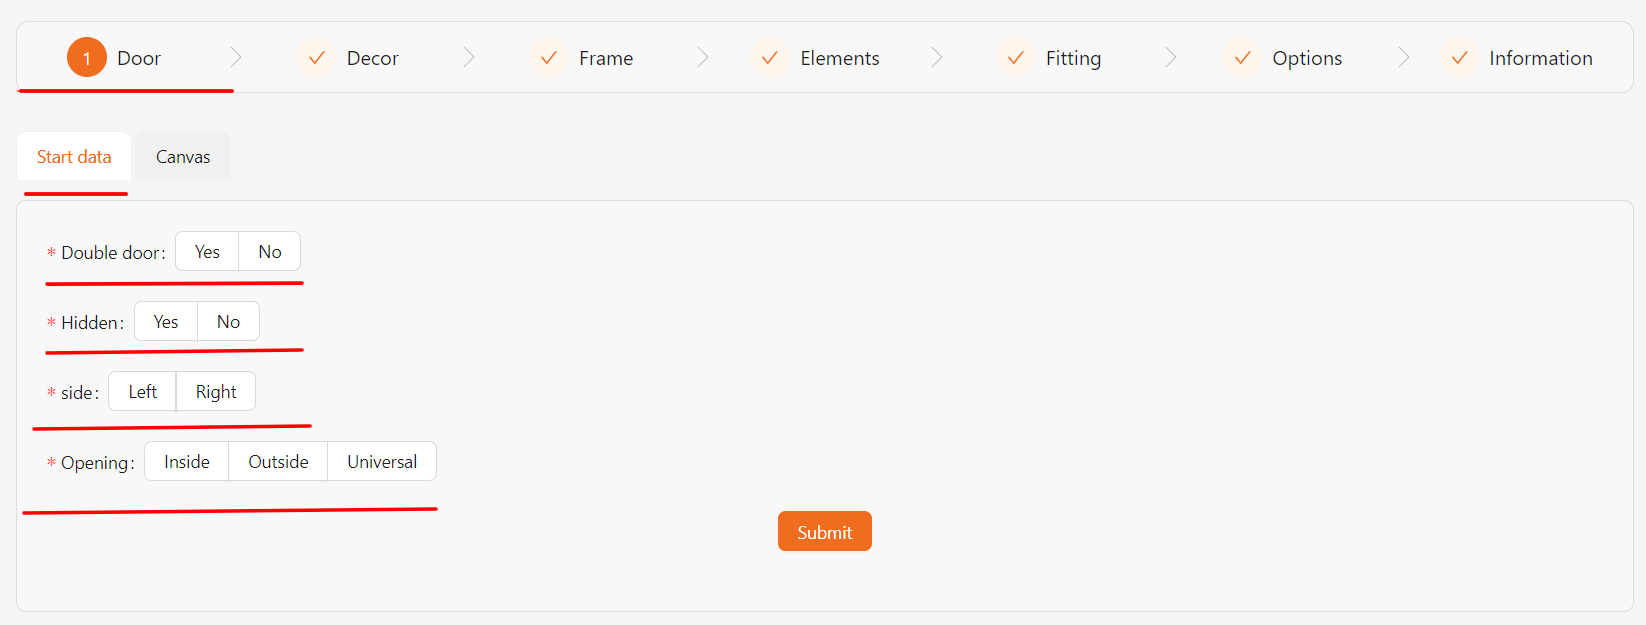 1 Door Decor Frame Elements Fitting Options Information
Start data Canvas
* Double door: Yes No
* Hidden: Yes No
* side: Left Right
* Opening: Inside Outside Universal
Submit